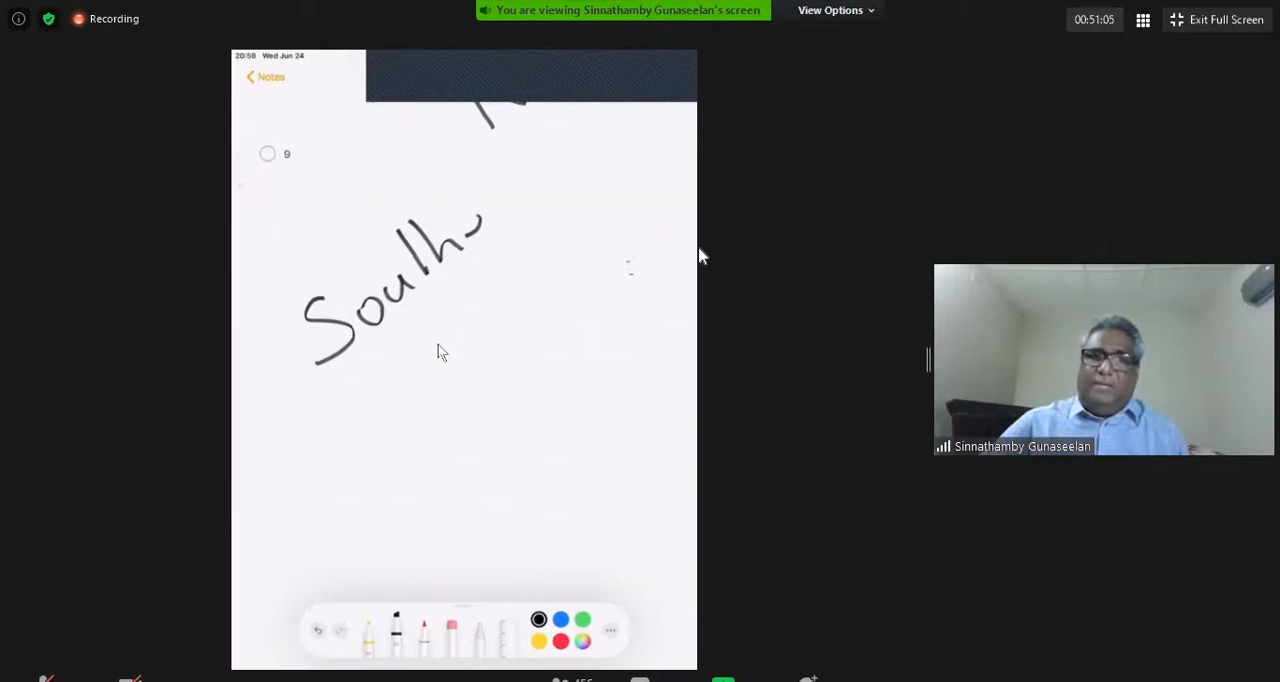 Recording
You are viewing Sinnathamby Gunaseelan's screen
View Options
00:51:05
Exit Full Screen
20:58 Wed Jun 24
Notes
9
South
Sinnathamby Gunaseelan